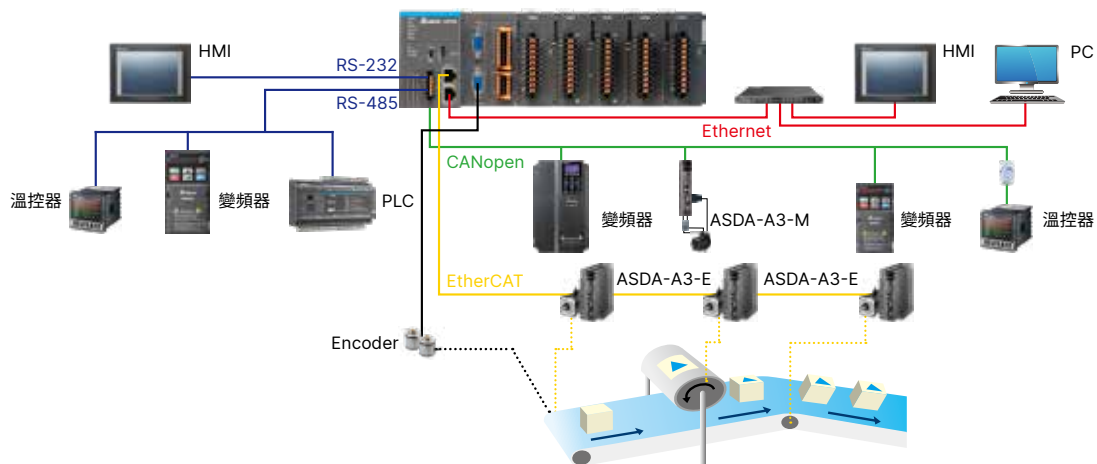 HMI
RS-232
RS-485
HMI
PC
Ethernet
CANopen
溫控器
變頻器
PLC
變頻器
ASDA-A3-M
變頻器
溫控器
EtherCAT
ASDA-A3-E
ASDA-A3-E
Encoder